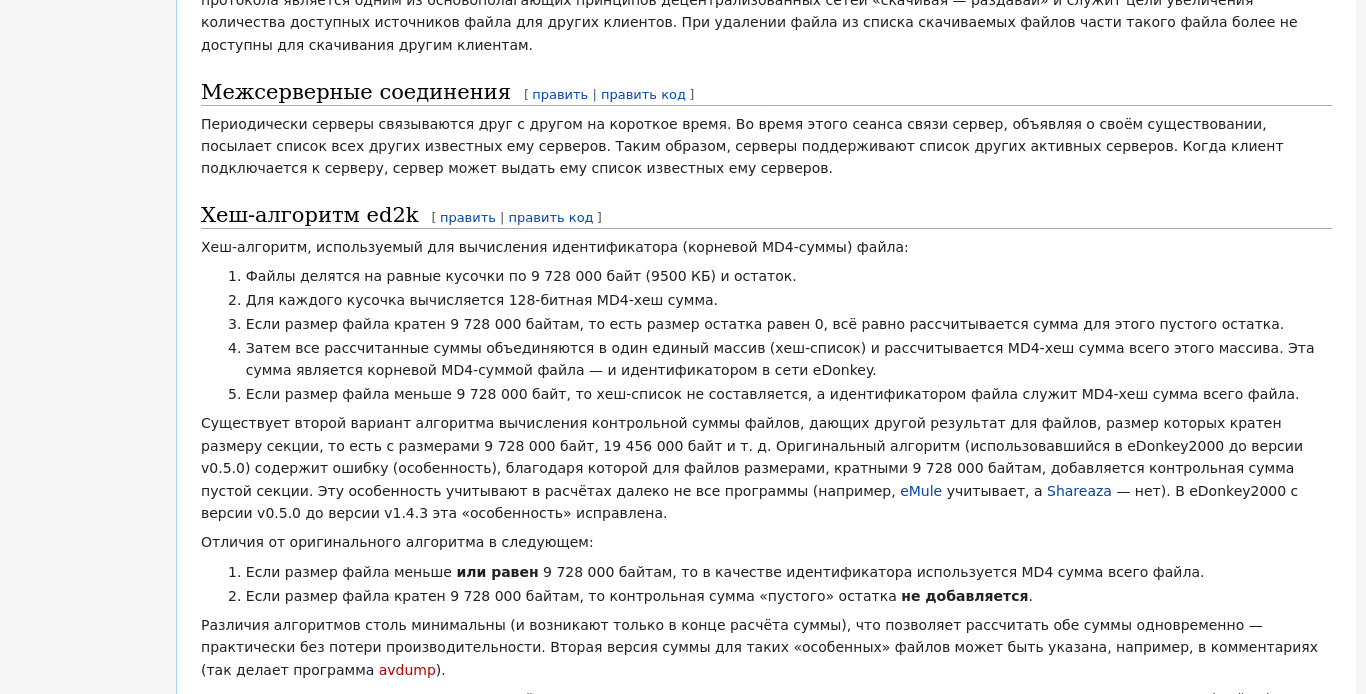 протокола является одним из основополагающих принципов децентрализованных сетей «скачивая — раздавай» и служит цели увеличения
количества доступных источников файла для других клиентов. При удалении файла из списка скачиваемых файлов части такого файла более не
доступны для скачивания другим клиентам.
Межсерверные соединения [ править | править код ]
Периодически серверы связываются друг с другом на короткое время. Во время этого сеанса связи сервер, объявляя о своём существовании,
посылает список всех других известных ему серверов. Таким образом, серверы поддерживают список других активных серверов. Когда клиент
подключается к серверу, сервер может выдать ему список известных ему серверов.
Хеш-алгоритм ed2k [ править | править код ]
Хеш-алгоритм, используемый для вычисления идентификатора (корневой MD4-суммы) файла:
1. Файлы делятся на равные кусочки по 9 728 000 байт (9500 КБ) и остаток.
2. Для каждого кусочка вычисляется 128-битная MD4-хеш сумма.
3. Если размер файла кратен 9 728 000 байтам, то есть размер остатка равен 0, всё равно рассчитывается сумма для этого пустого остатка.
4. Затем все рассчитанные суммы объединяются в один единый массив (хеш-список) и рассчитывается MD4-хеш сумма всего этого массива. Эта
сумма является корневой MD4-суммой файла — и идентификатором в сети eDonkey.
5. Если размер файла меньше 9 728 000 байт, то хеш-список не составляется, а идентификатором файла служит MD4-хеш сумма всего файла.
Существует второй вариант алгоритма вычисления контрольной суммы файлов, дающих другой результат для файлов, размер которых кратен
размеру секции, то есть с размерами 9 728 000 байт, 19 456 000 байт и т. д. Оригинальный алгоритм (использовавшийся в eDonkey2000 до версии
v0.5.0) содержит ошибку (особенность), благодаря которой для файлов размерами, кратными 9 728 000 байтам, добавляется контрольная сумма
пустой секции. Эту особенность учитывают в расчётах далеко не все программы (например, eMule учитывает, а Shareaza — нет). В eDonkey2000 с
версии v0.5.0 до версии v1.4.3 эта «особенность» исправлена.
Отличия от оригинального алгоритма в следующем:
1. Если размер файла меньше или равен 9 728 000 байтам, то в качестве идентификатора используется MD4 сумма всего файла.
2. Если размер файла кратен 9 728 000 байтам, то контрольная сумма «пустого» остатка не добавляется.
Различия алгоритмов столь минимальны (и возникают только в конце расчёта суммы), что позволяет рассчитать обе суммы одновременно —
практически без потери производительности. Вторая версия суммы для таких «особенных» файлов может быть указана, например, в комментариях
(так делает программа avdump).